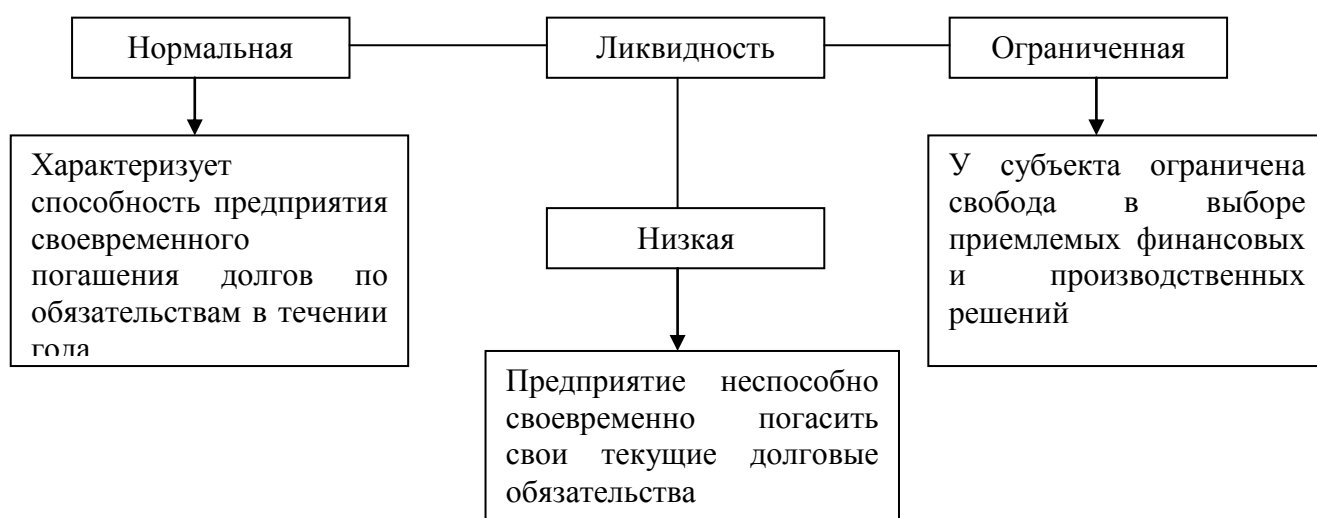 Нормальная
Ликвидность
Ограниченная
Характеризует
способность предприятия
своевременного
погашения долгов по
обязательствам в течении
года
Низкая
У субъекта ограничена
свобода в выборе
приемлемых финансовых
и производственных
решений
Предприятие неспособно
своевременно погасить
свои текущие долговые
обязательства